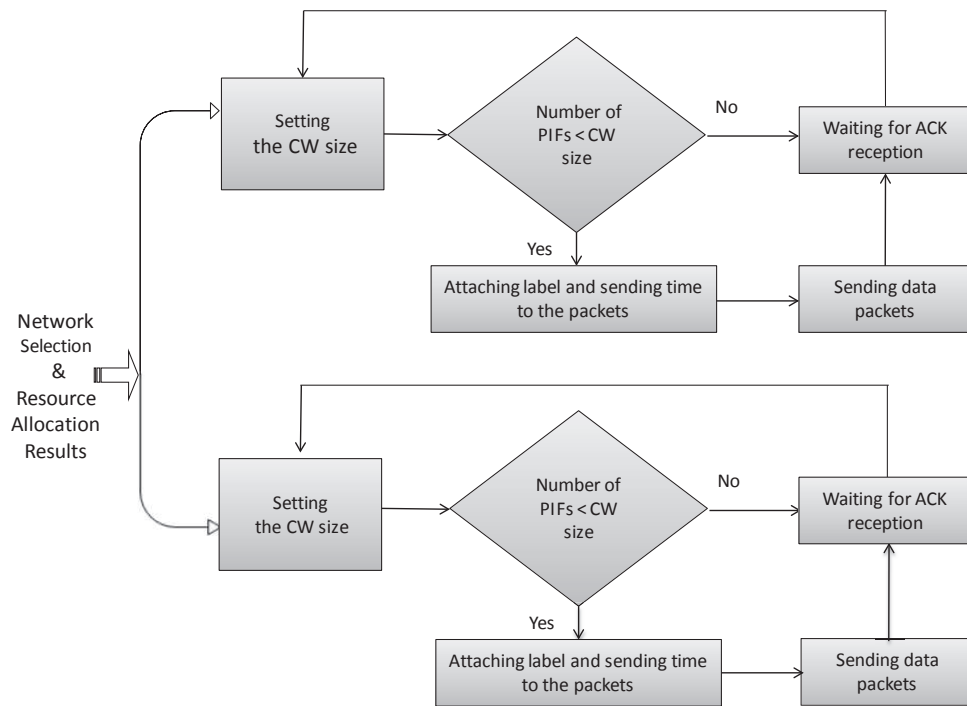 Network
Selection
&
Resource
Allocation
Results
Setting
the CW size
Number of
PIFs < CW
size
No
Waiting for ACK
reception
Yes
Attaching label and sending time
to the packets
Sending data
packets
Setting
the CW size
Number of
PIFs < CW
size
No
Waiting for ACK
reception
Yes
Attaching label and sending time
to the packets
Sending data
packets